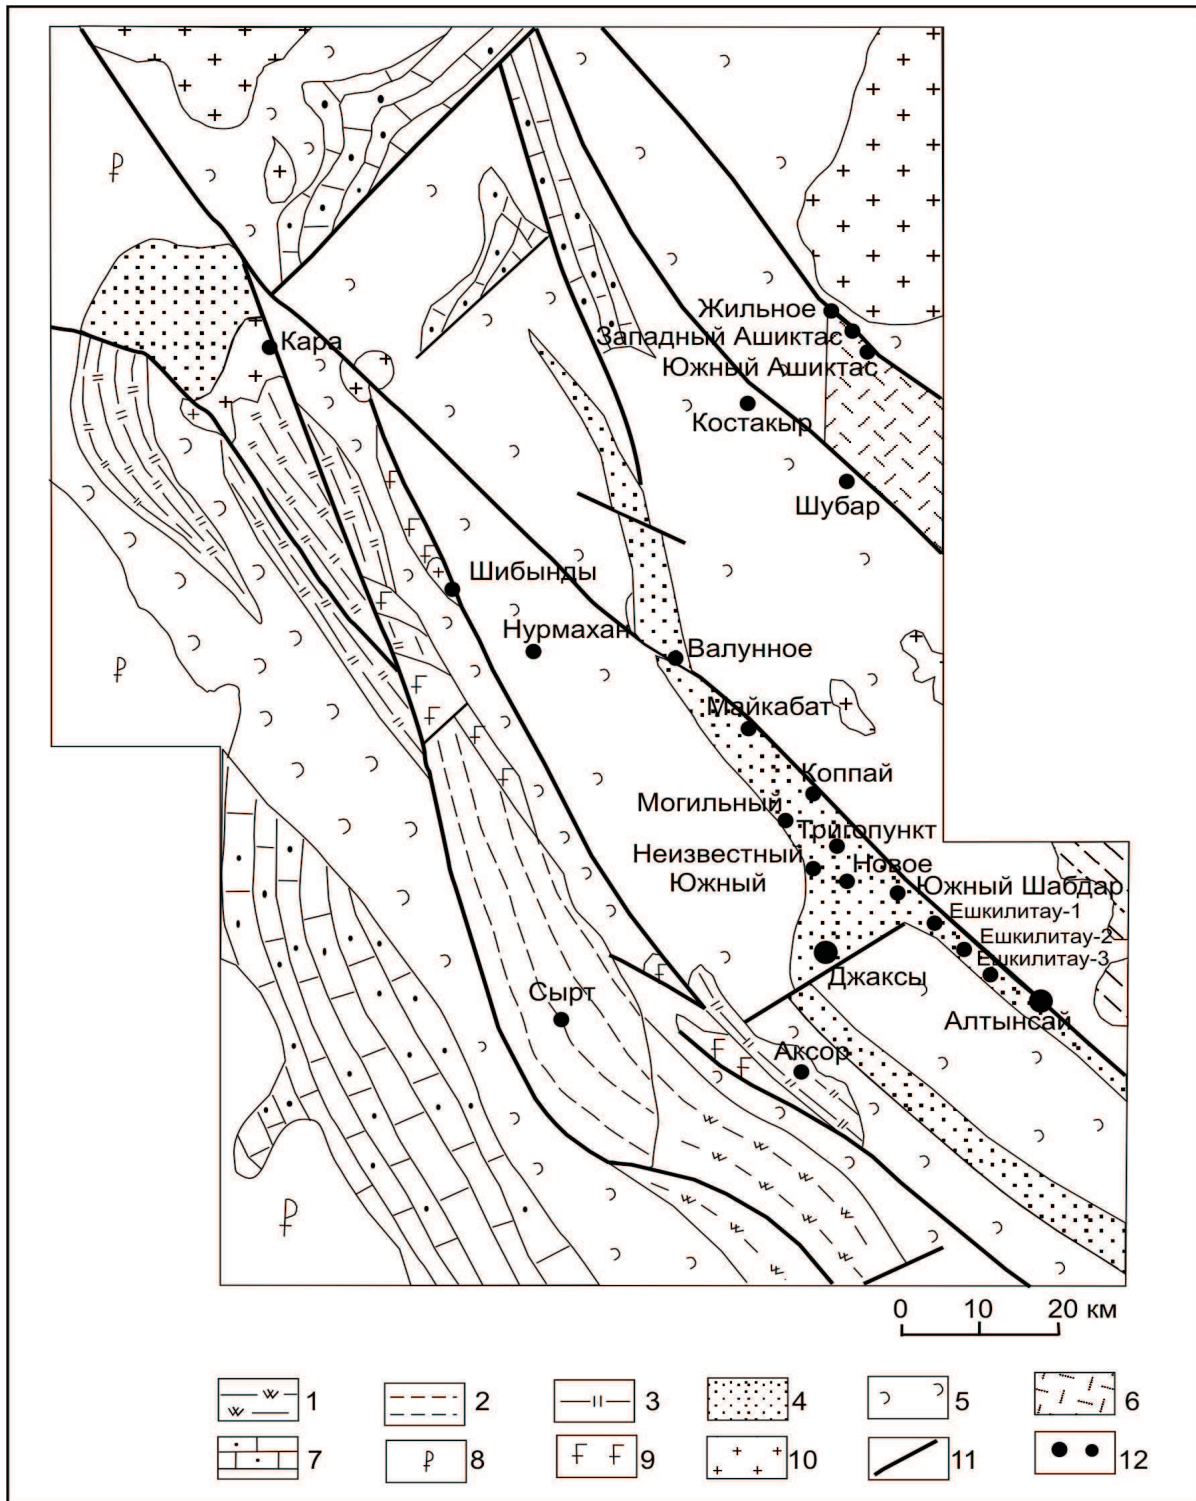 Жильное
Западный Ашиктас
Южный Ашиктас
Кара
Костакыр
Шубар
Шибынды
Нурмахан
Валунное
Майкабат
Коппай
Могильный
Тригопункт
Неизвестный
Южный
Новое
Южный Шабдар
Ешкилитау-1
Ешкилитау-2
Ешкилитау-3
Джаксы
Сырт
Алтынсай
Аксор
0 10 20 км
1 2 3 4 5 6
7 8 9 10 11 12